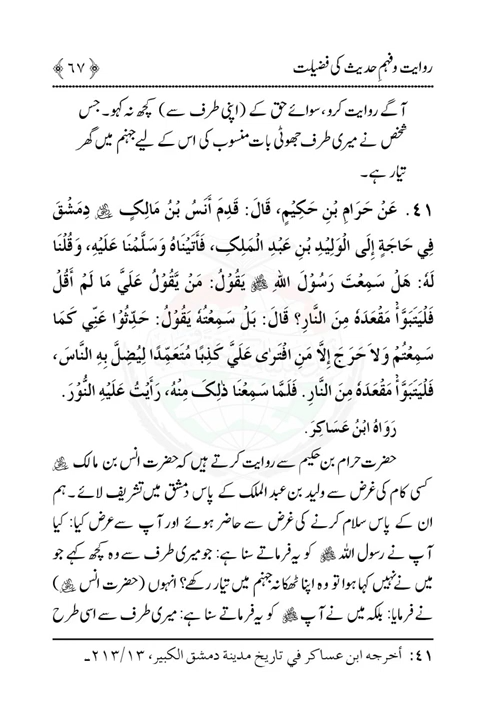 روایت و فہمِ حدیث کی فضیلت ﴿ ٦٧ ﴾
آگے روایت کرو، سوائے حق کے (اپنی طرف سے) کچھ نہ کہو۔ جس
شخص نے میری طرف جھوٹی بات منسوب کی اس کے لیے جہنم میں گھر
تیار ہے۔
٤١. عَنْ حَرَامِ بْنِ حَكِيْمٍ، قَالَ: قَدِمَ أَنَسُ بْنُ مَالِكٍ ﷺ دِمَشْقَ
فِي حَاجَةٍ إِلَى الْوَلِيْدِ بْنِ عَبْدِ الْمَلِكِ، فَأَتَيْنَاهُ وَسَلَّمْنَا عَلَيْهِ، وَقُلْنَا
لَهُ: هَلْ سَمِعْتَ رَسُوْلَ اللهِ ﷺ يَقُوْلُ: مَنْ يَّقُوْلُ عَلَيَّ مَا لَمْ أَقُلْ
فَلْيَتَبَوَّأْ مَقْعَدَهُ مِنَ النَّارِ؟ قَالَ: بَلْ سَمِعْتُهُ يَقُوْلُ: حَدِّثُوْا عَنِّي كَمَا
سَمِعْتُمْ وَلَا حَرَجَ إِلَّا مَنِ افْتَرَى عَلَيَّ كَذِبًا مُتَعَمِّدًا لِيُضِلَّ بِهِ النَّاسَ،
فَلْيَتَبَوَّأْ مَقْعَدَهُ مِنَ النَّارِ. فَلَمَّا سَمِعْنَا ذٰلِكَ مِنْهُ، رَأَيْتُ عَلَيْهِ النُّوْرَ.
رَوَاهُ ابْنُ عَسَاكِرَ.
حضرت حرام بن حکیم سے روایت کرتے ہیں کہ حضرت انس بن مالک
کسی کام کی غرض سے ولید بن عبد الملک کے پاس دمشق میں تشریف لائے۔ ہم
ان کے پاس سلام کرنے کی غرض سے حاضر ہوئے اور آپ سے عرض کیا: کیا
آپ نے رسول اللہ ﷺ کو یہ فرماتے سنا ہے: جو میری طرف سے وہ کچھ کہے جو
میں نے نہیں کہا ہوا تو وہ اپنا ٹھکانہ جہنم میں تیار رکھے؟ انہوں (حضرت انس )
نے فرمایا: بلکہ میں نے آپ ﷺ کو یہ فرماتے سنا ہے: میری طرف سے اسی طرح
٤١: أخرجه ابن عساكر في تاريخ مدينة دمشق الكبير، ٢١٣/١٣۔